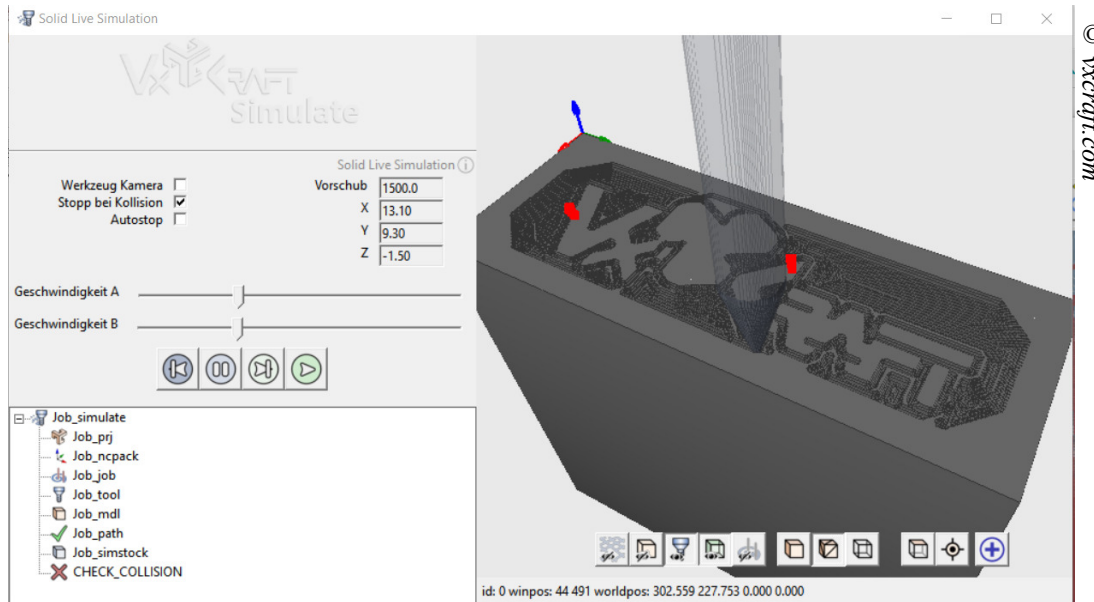 Solid Live Simulation
VXCRAFT
Simulate
Solid Live Simulation
Werkzeug Kamera
Stopp bei Kollision
Autostop
Vorschub 1500.0
X 13.10
Y 9.30
Z -1.50
Geschwindigkeit A
Geschwindigkeit B
Job_simulate
Job_prj
Job_ncpack
Job_job
Job_tool
Job_mdl
Job_path
Job_simstock
CHECK_COLLISION
VXCRAFT
id: 0 winpos: 44 491 worldpos: 302.559 227.753 0.000 0.000
© vxcraft.com